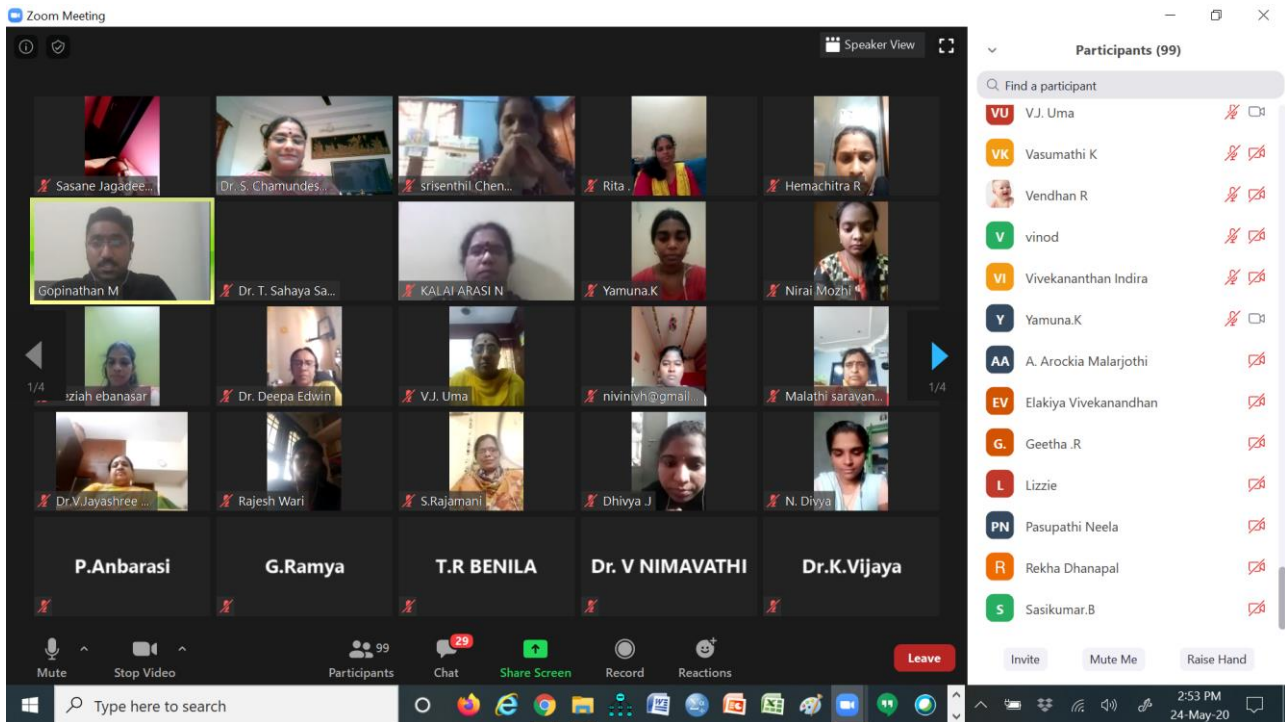 Zoom Meeting
Speaker View
Sasane Jagadee...
Dr. S. Chamundes...
srisenthil Chen...
Rita .
Hemachitra R
Gopinathan M
Dr. T. Sahaya Sa...
KALAI ARASI N
Yamuna.K
Nirai Mozhi
1/4
1/4
eziah ebanasar
Dr. Deepa Edwin
V.J. Uma
nivinivh@gmail...
Malathi saravan...
Dr.V.Jayashree ...
Rajesh Wari
S.Rajamani
Dhivya .J
N. Divya
P.Anbarasi
G.Ramya
T.R BENILA
Dr. V NIMAVATHI
Dr.K.Vijaya
Mute
Stop Video
Participants
99
Chat
29
Share Screen
Record
Reactions
Leave
Participants (99)
Find a participant
VU V.J. Uma
VK Vasumathi K
Vendhan R
V vinod
VI Vivekananthan Indira
Y Yamuna.K
AA A. Arockia Malarjothi
EV Elakiya Vivekanandhan
G. Geetha .R
L Lizzie
PN Pasupathi Neela
R Rekha Dhanapal
S Sasikumar.B
Invite
Mute Me
Raise Hand
Type here to search
2:53 PM
24-May-20